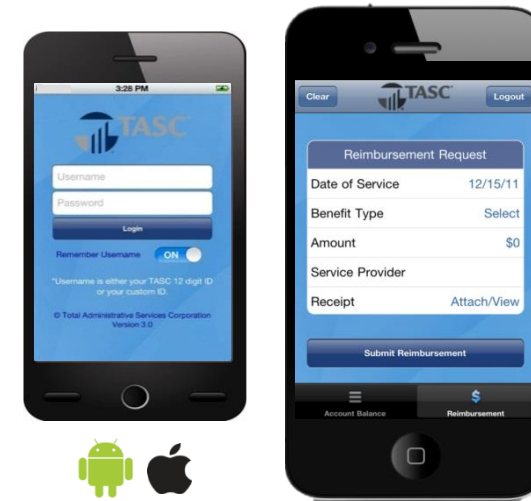 3:28 PM
TASC
Username
Password
Login
Remember Username ON
*Username is either your TASC 12 digit ID
or your custom ID.
© Total Administrative Services Corporation
Version 3.0
Clear
TASC
Logout
Reimbursement Request
Date of Service 12/15/11
Benefit Type Select
Amount $0
Service Provider
Receipt Attach/View
Submit Reimbursement
Account Balance
Reimbursement